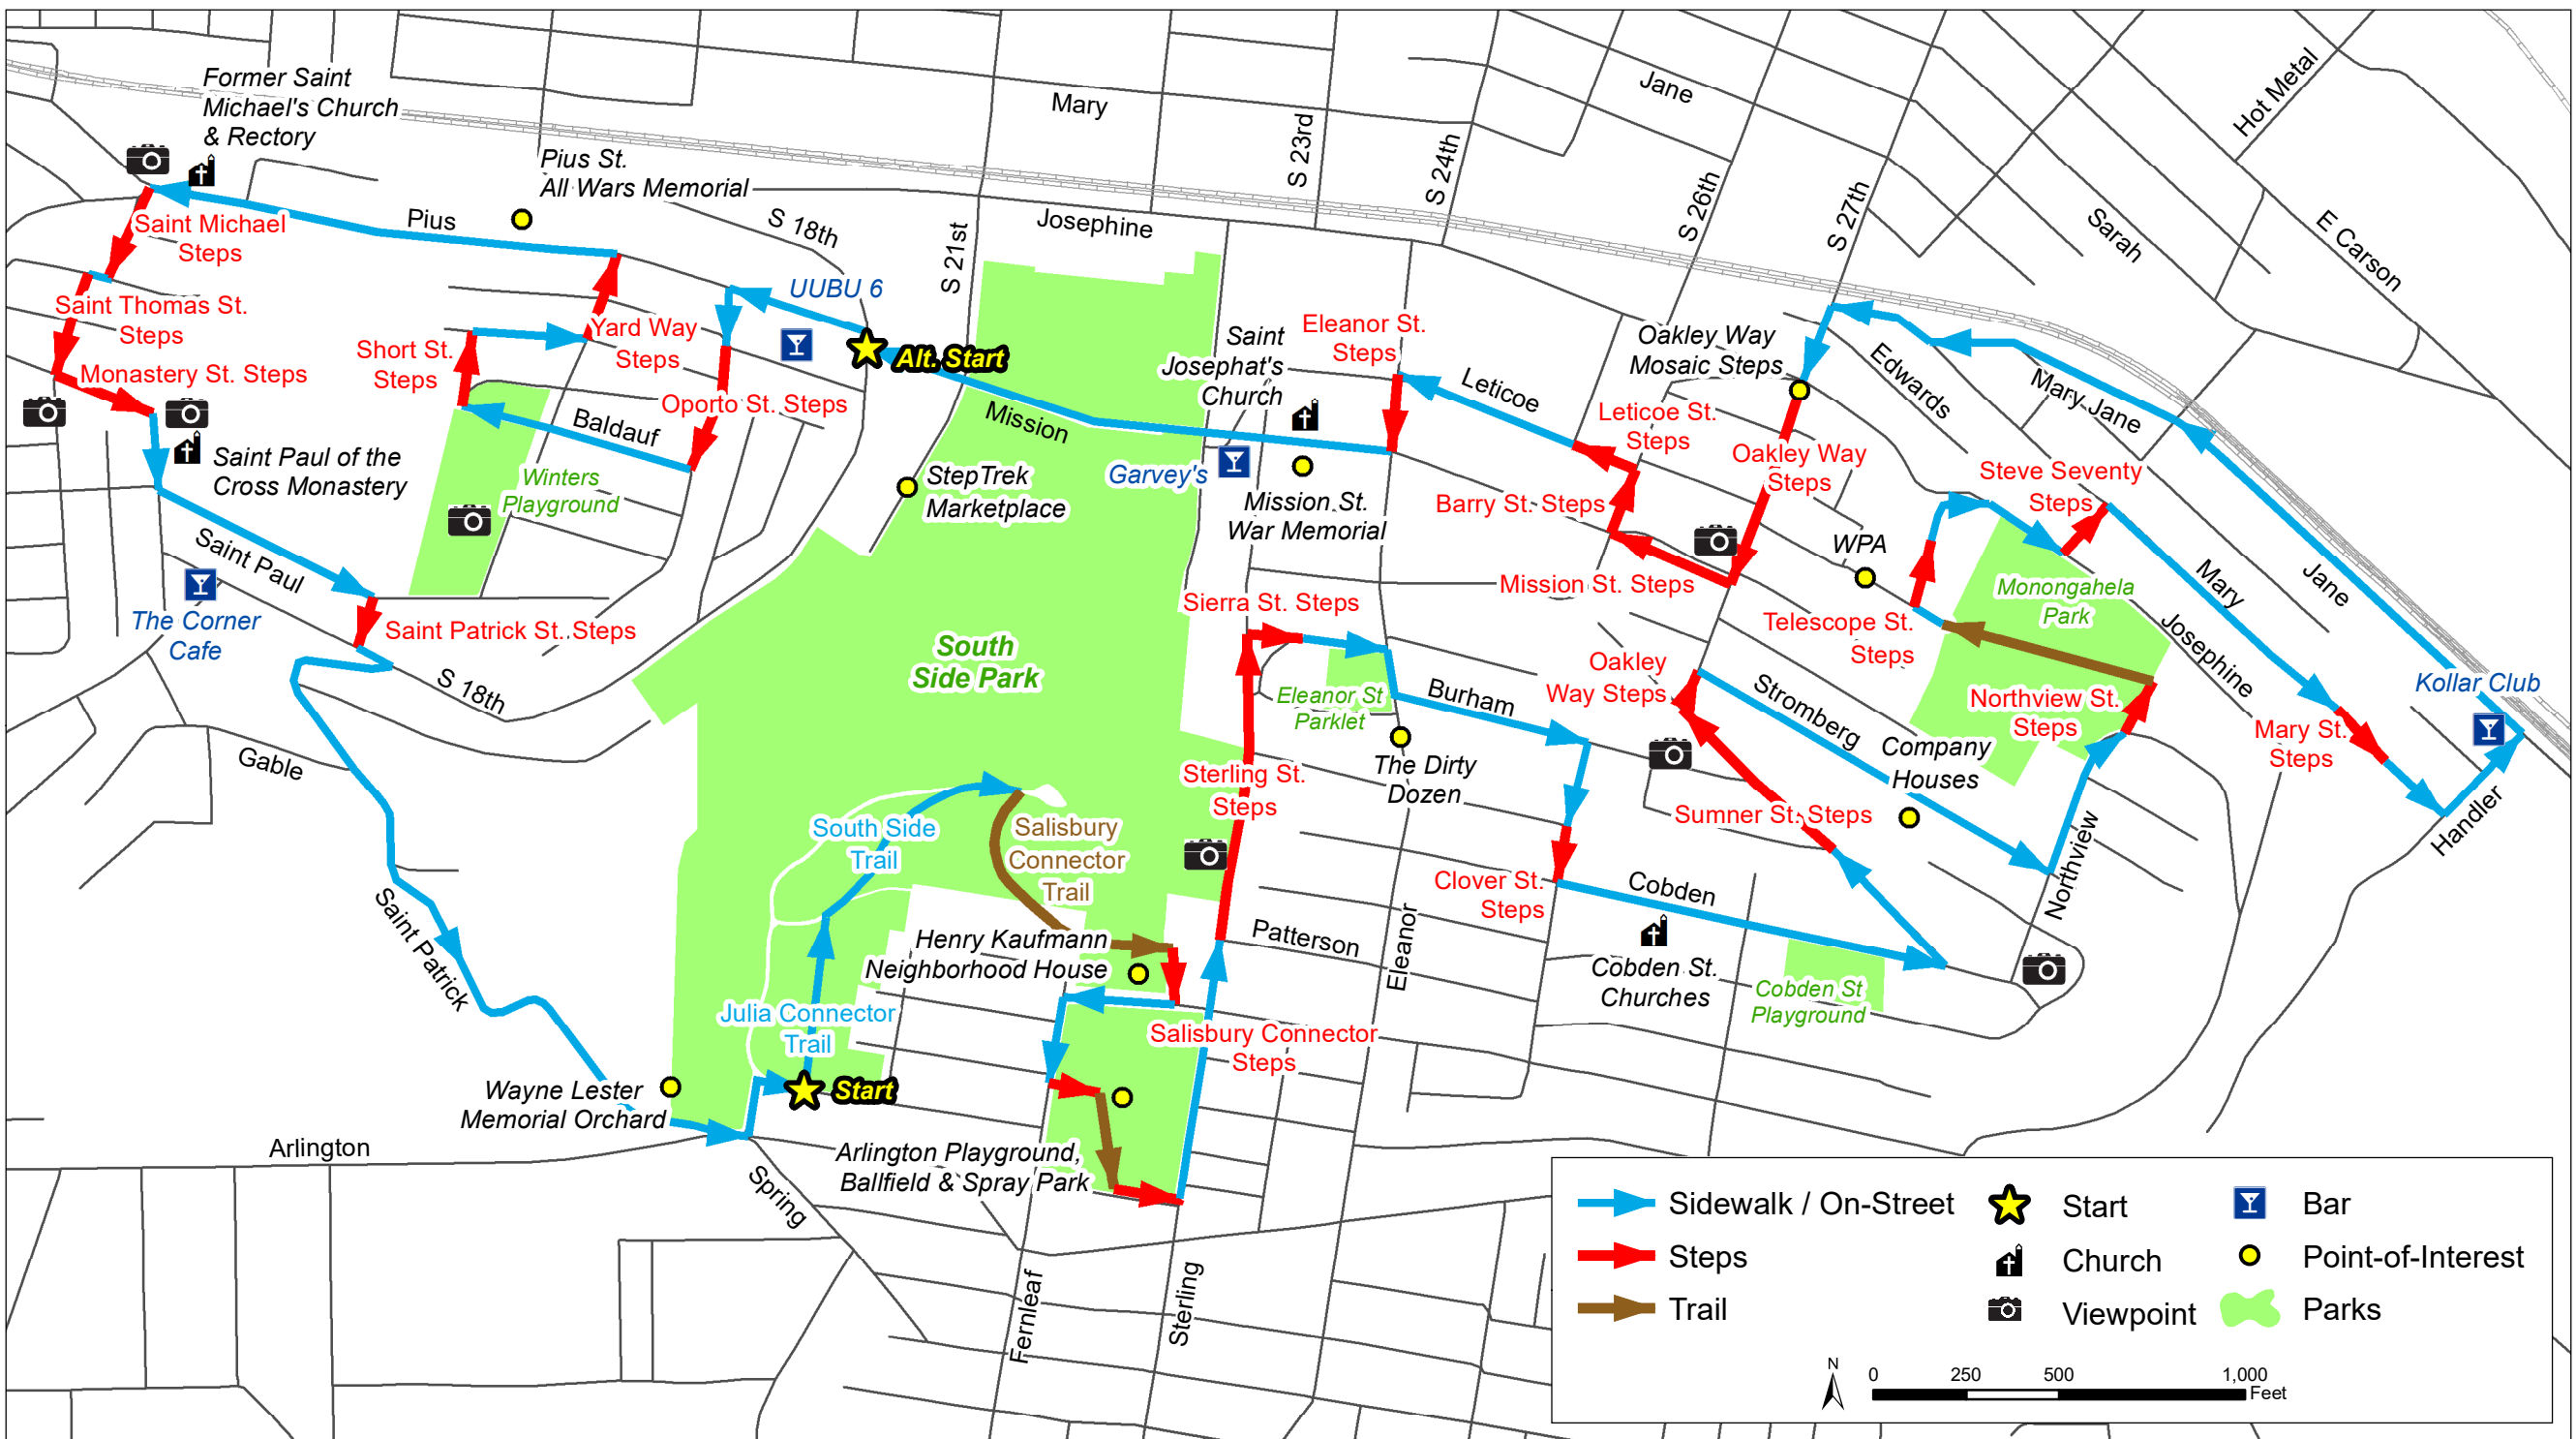 Former Saint
Michael's Church
& Rectory
Pius St.
All Wars Memorial
Mary
Jane
Hot Metal
S 23rd
S 24th
S 26th
S 27th
Sarah
E Carson
Saint Michael
Steps
Pius
S 18th
S 21st
Josephine
UUBU 6
Saint Thomas St.
Steps
Short St.
Steps
Yard Way
Steps
Alt. Start
Saint
Josephat's
Church
Eleanor St.
Steps
Oakley Way
Mosaic Steps
Edwards
Mary Jane
Monastery St. Steps
Oporto St. Steps
Baldauf
Mission
Leticoe
Leticoe St.
Steps
Oakley Way
Steps
Saint Paul of the
Cross Monastery
Winters
Playground
StepTrek
Marketplace
Garvey's
Mission St.
War Memorial
Barry St. Steps
Steve Seventy
Steps
Saint Paul
WPA
Mission St. Steps
Monongahela
Park
Mary
Jane
The Corner
Cafe
Saint Patrick St. Steps
South
Side Park
Sierra St. Steps
Telescope St.
Steps
Josephine
Oakley
Way Steps
Eleanor St
Parklet
Burham
Stromberg
Northview St.
Steps
Kollar Club
S 18th
Gable
Company
Houses
Mary St.
Steps
Sterling St.
Steps
The Dirty
Dozen
Sumner St. Steps
Handler
South Side
Trail
Salisbury
Connector
Trail
Clover St.
Steps
Cobden
Northview
Saint Patrick
Henry Kaufmann
Neighborhood House
Patterson
Eleanor
Cobden St.
Churches
Cobden St
Playground
Julia Connector
Trail
Salisbury Connector
Steps
Wayne Lester
Memorial Orchard
Start
Arlington
Spring
Arlington Playground,
Ballfield & Spray Park
Fernleaf
Sterling
Sidewalk / On-Street
Start
Bar
Steps
Church
Point-of-Interest
Trail
Viewpoint
Parks
N
0 250 500 1,000
Feet